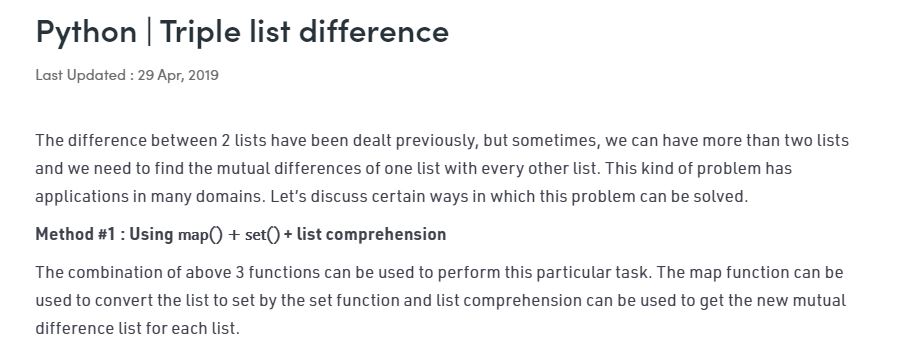 Python | Triple list difference
Last Updated : 29 Apr, 2019
The difference between 2 lists have been dealt previously, but sometimes, we can have more than two lists
and we need to find the mutual differences of one list with every other list. This kind of problem has
applications in many domains. Let’s discuss certain ways in which this problem can be solved.
Method #1 : Using map() + set() + list comprehension
The combination of above 3 functions can be used to perform this particular task. The map function can be
used to convert the list to set by the set function and list comprehension can be used to get the new mutual
difference list for each list.